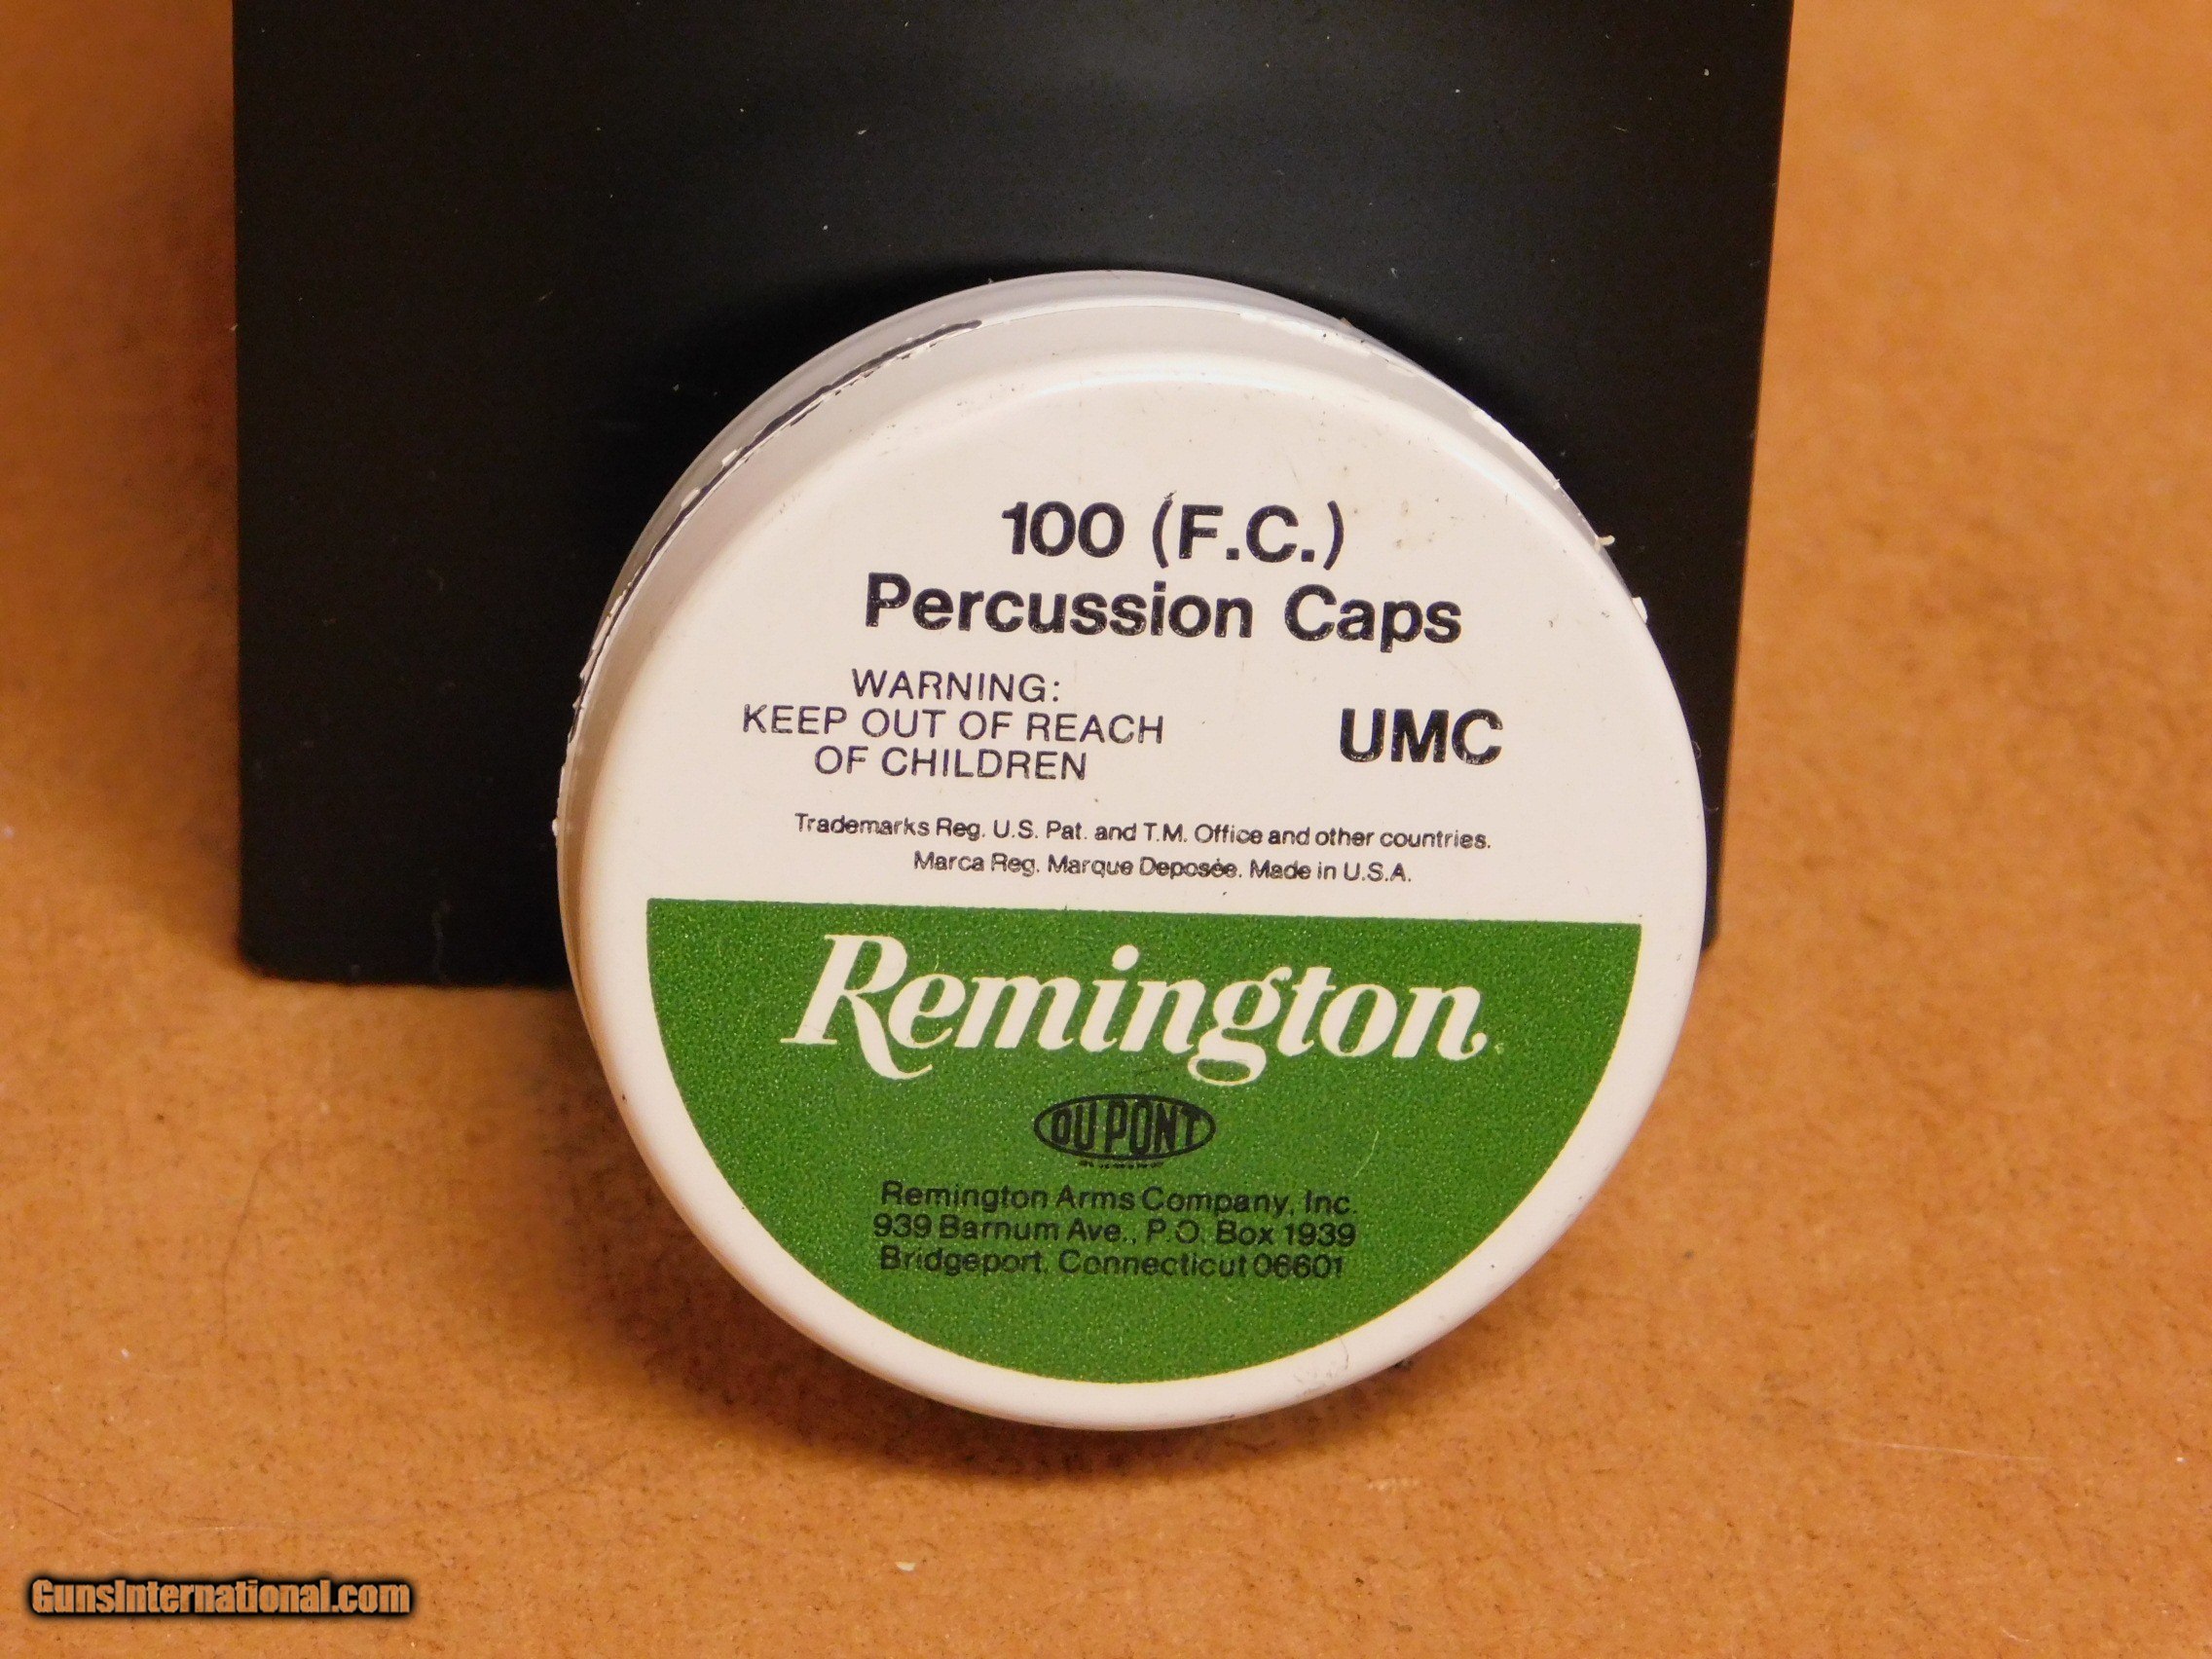 100 (F.C.)
Percussion Caps
WARNING:
KEEP OUT OF REACH
OF CHILDREN
UMC
Trademarks Reg. U.S. Pat. and T.M. Office and other countries.
Marca Reg. Marque Deposée. Made in U.S.A.
Remington
DU PONT
Remington Arms Company, Inc.
939 Barnum Ave., P.O. Box 1939
Bridgeport, Connecticut 06601
GunsInternational.com